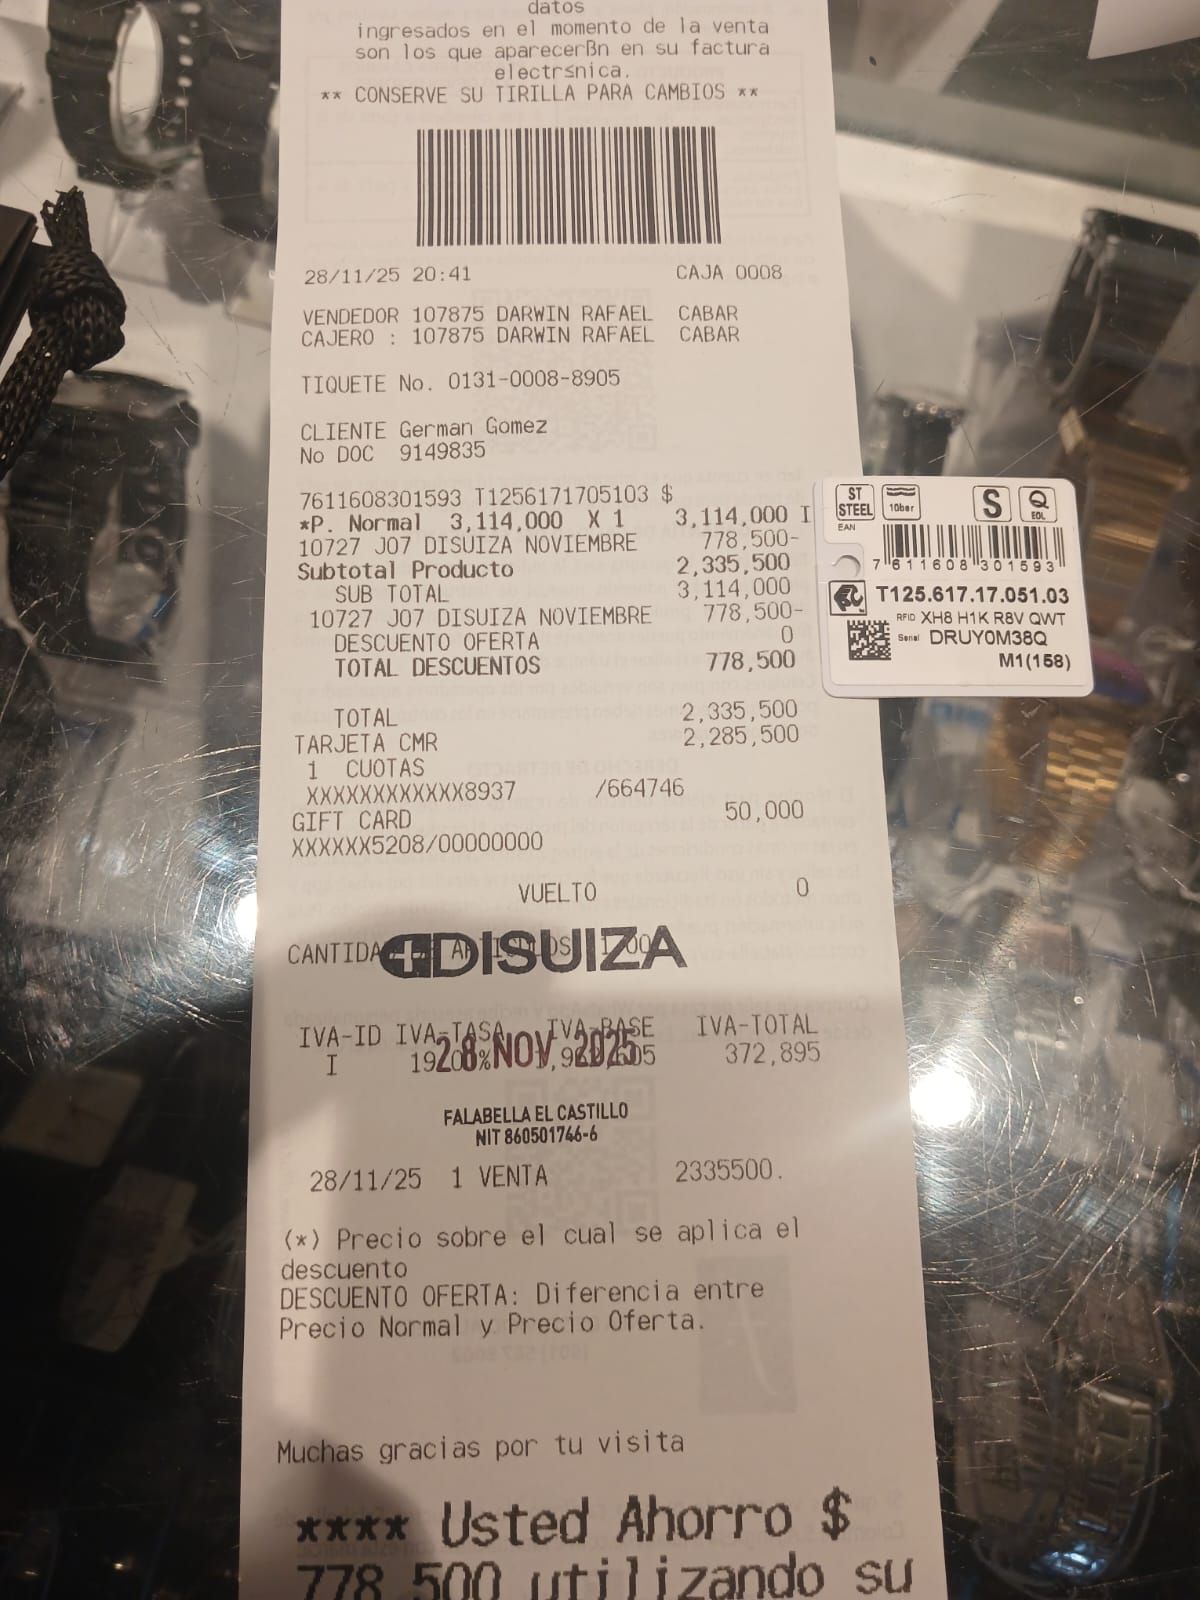 datos
ingresados en el momento de la venta
son los que aparecerßn en su factura
electr≤nica.
** CONSERVE SU TIRILLA PARA CAMBIOS **
28/11/25 20:41 CAJA 0008
VENDEDOR 107875 DARWIN RAFAEL CABAR
CAJERO : 107875 DARWIN RAFAEL CABAR
TIQUETE No. 0131-0008-8905
CLIENTE German Gomez
No DOC 9149835
7611608301593 T1256171705103 $
*P. Normal 3,114,000 X 1 3,114,000 I
10727 J07 DISUIZA NOVIEMBRE 778,500-
Subtotal Producto 2,335,500
SUB TOTAL 3,114,000
10727 J07 DISUIZA NOVIEMBRE 778,500-
DESCUENTO OFERTA 0
TOTAL DESCUENTOS 778,500
TOTAL 2,335,500
TARJETA CMR 2,285,500
1 CUOTAS
XXXXXXXXXXXX8937 /664746
GIFT CARD 50,000
XXXXXX5208/00000000
VUELTO 0
DISUIZA
IVA-ID IVA-TASA IVA-BASE IVA-TOTAL
I 372,895
28 NOV 2025
FALABELLA EL CASTILLO
NIT 860501746-6
28/11/25 1 VENTA 2335500.
(*) Precio sobre el cual se aplica el
descuento
DESCUENTO OFERTA: Diferencia entre
Precio Normal y Precio Oferta.
Muchas gracias por tu visita
**** Usted Ahorro $
778,500 utilizando su
ST STEEL 10bar S Q EOL
EAN
7 611608 301593
T125.617.17.051.03
RFID XH8 H1K R8V QWT
Serial DRUY0M38Q
M1(158)